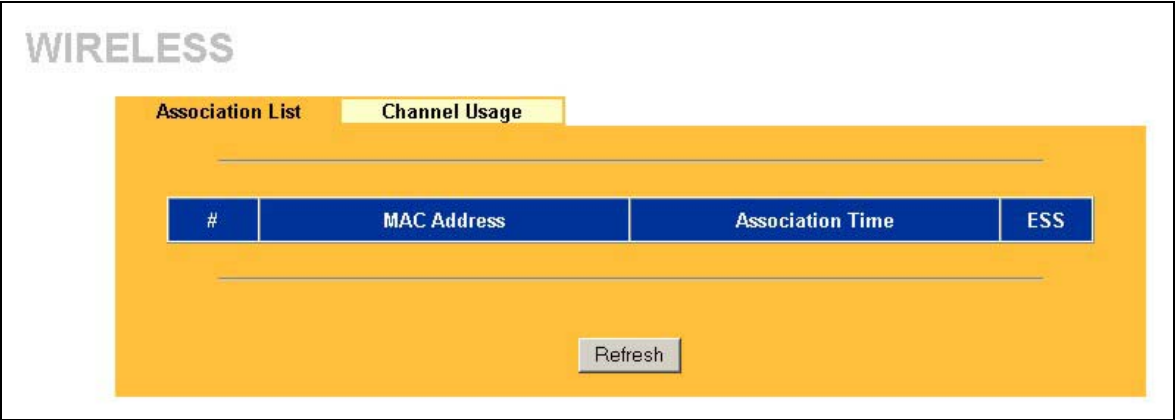 WIRELESS
Association List Channel Usage
# MAC Address Association Time ESS
Refresh